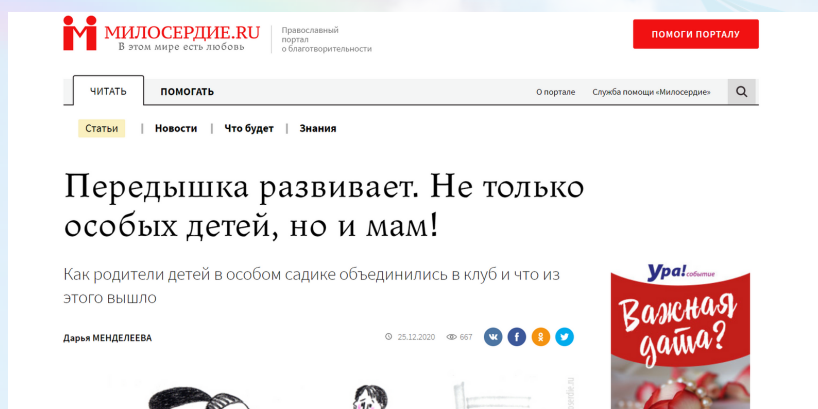 МИЛОСЕРДИЕ.RU
В этом мире есть любовь
Православный
портал
о благотворительности
ПОМОГИ ПОРТАЛУ
ЧИТАТЬ
ПОМОГАТЬ
О портале
Служба помощи «Милосердие»
Статьи | Новости | Что будет | Знания
Передышка развивает. Не только
особых детей, но и мам!
Как родители детей в особом садике объединились в клуб и что из
этого вышло
Дарья МЕНДЕЛЕЕВА
25.12.2020
667
Ура! событие
Важная
дата?